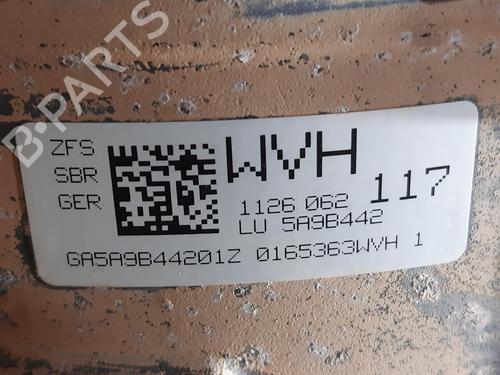 B-PARTS
ZFS
SBR
GER
WVH
117
1126 062
LU 5A9B442
GA5A9B44201Z 0165363WVH 1